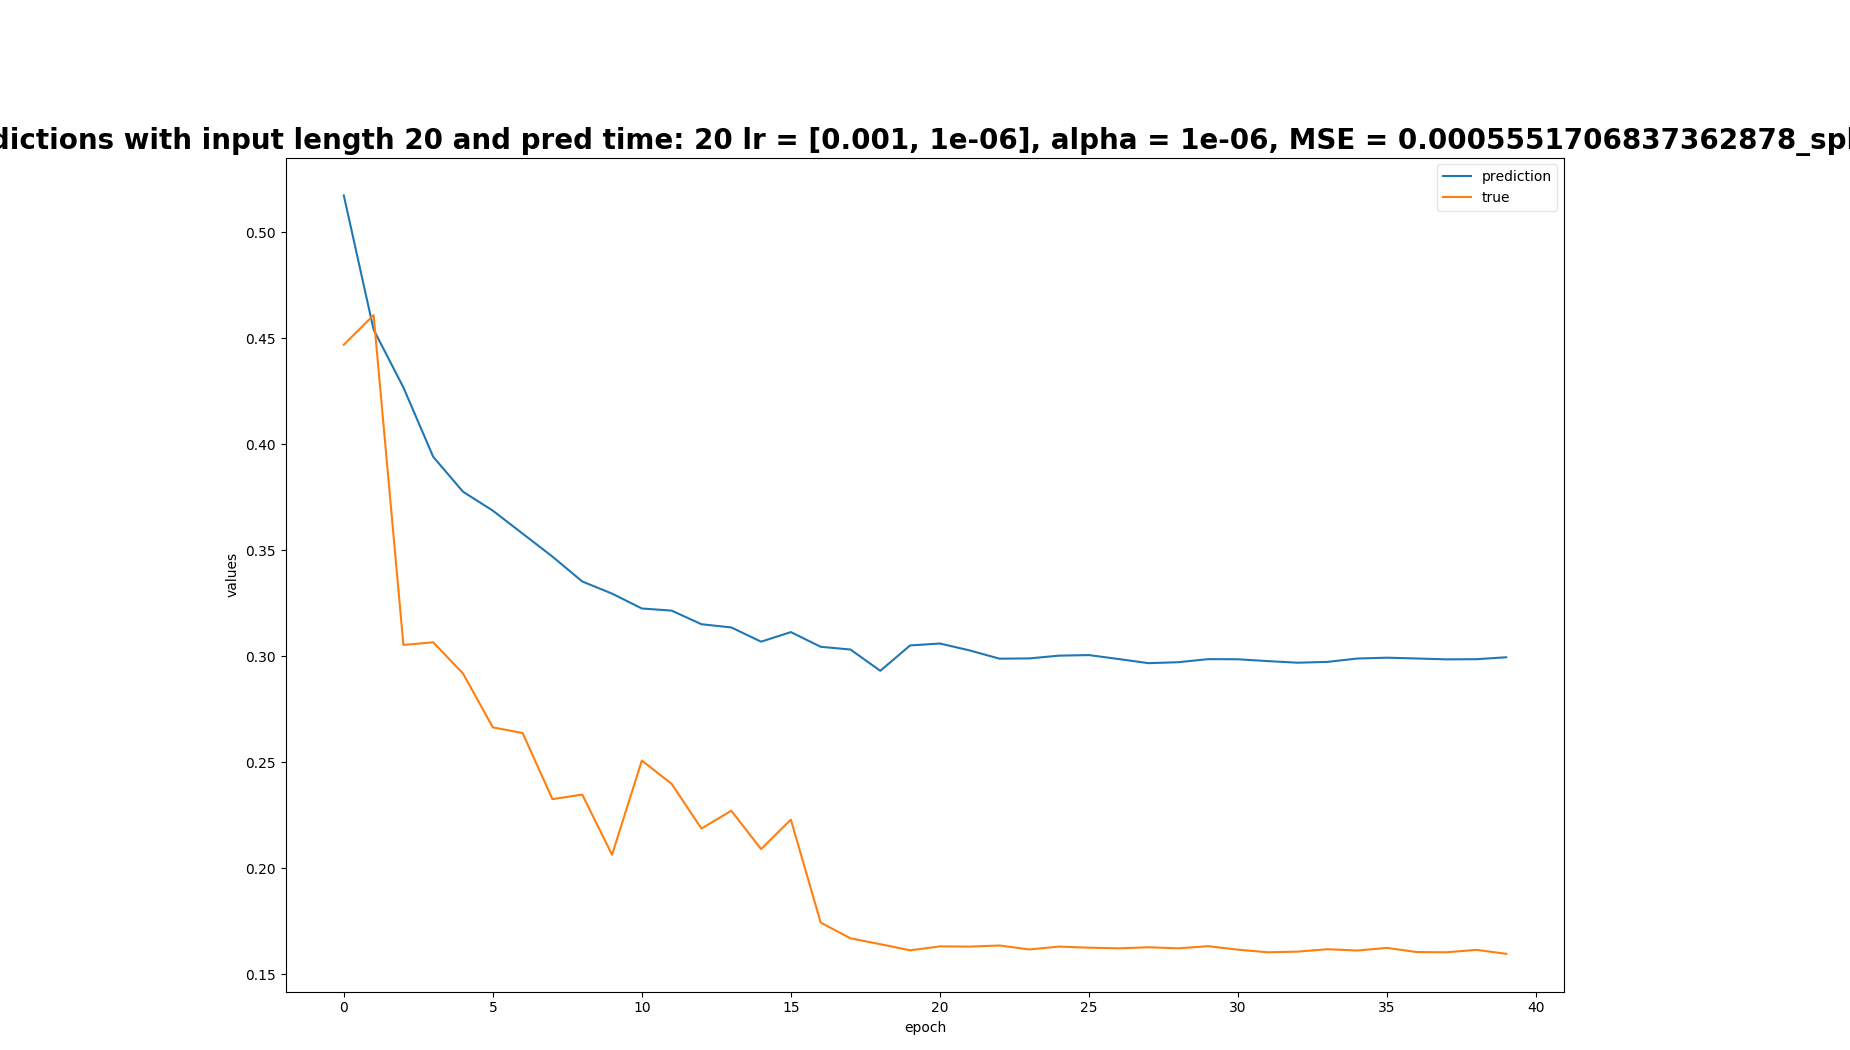 dictions with input length 20 and pred time: 20 lr = [0.001, 1e-06], alpha = 1e-06, MSE = 0.0005551706837362878_spl
prediction
true
0.50
0.45
0.40
0.35
0.30
0.25
0.20
0.15
values
0 5 10 15 20 25 30 35 40
epoch